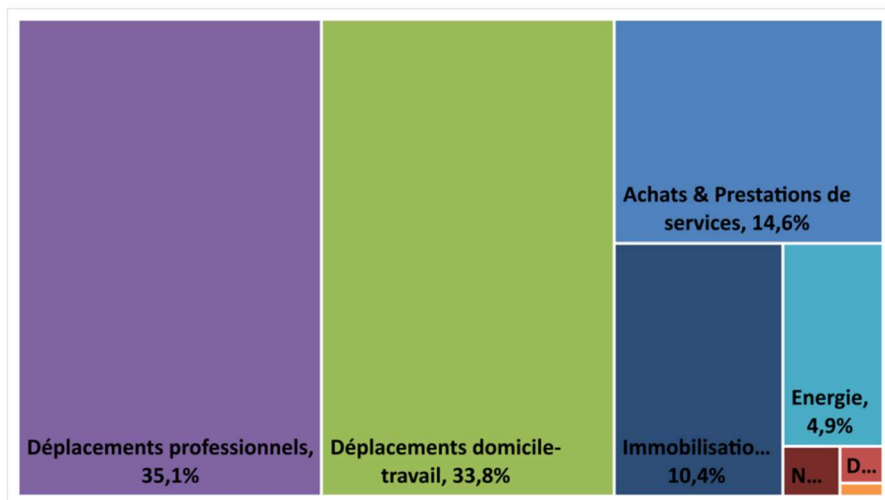 Achats & Prestations de
services, 14,6%
Déplacements professionnels,
35,1%
Déplacements domicile-
travail, 33,8%
Immobilisatio...
10,4%
Energie,
4,9%
N...
D...